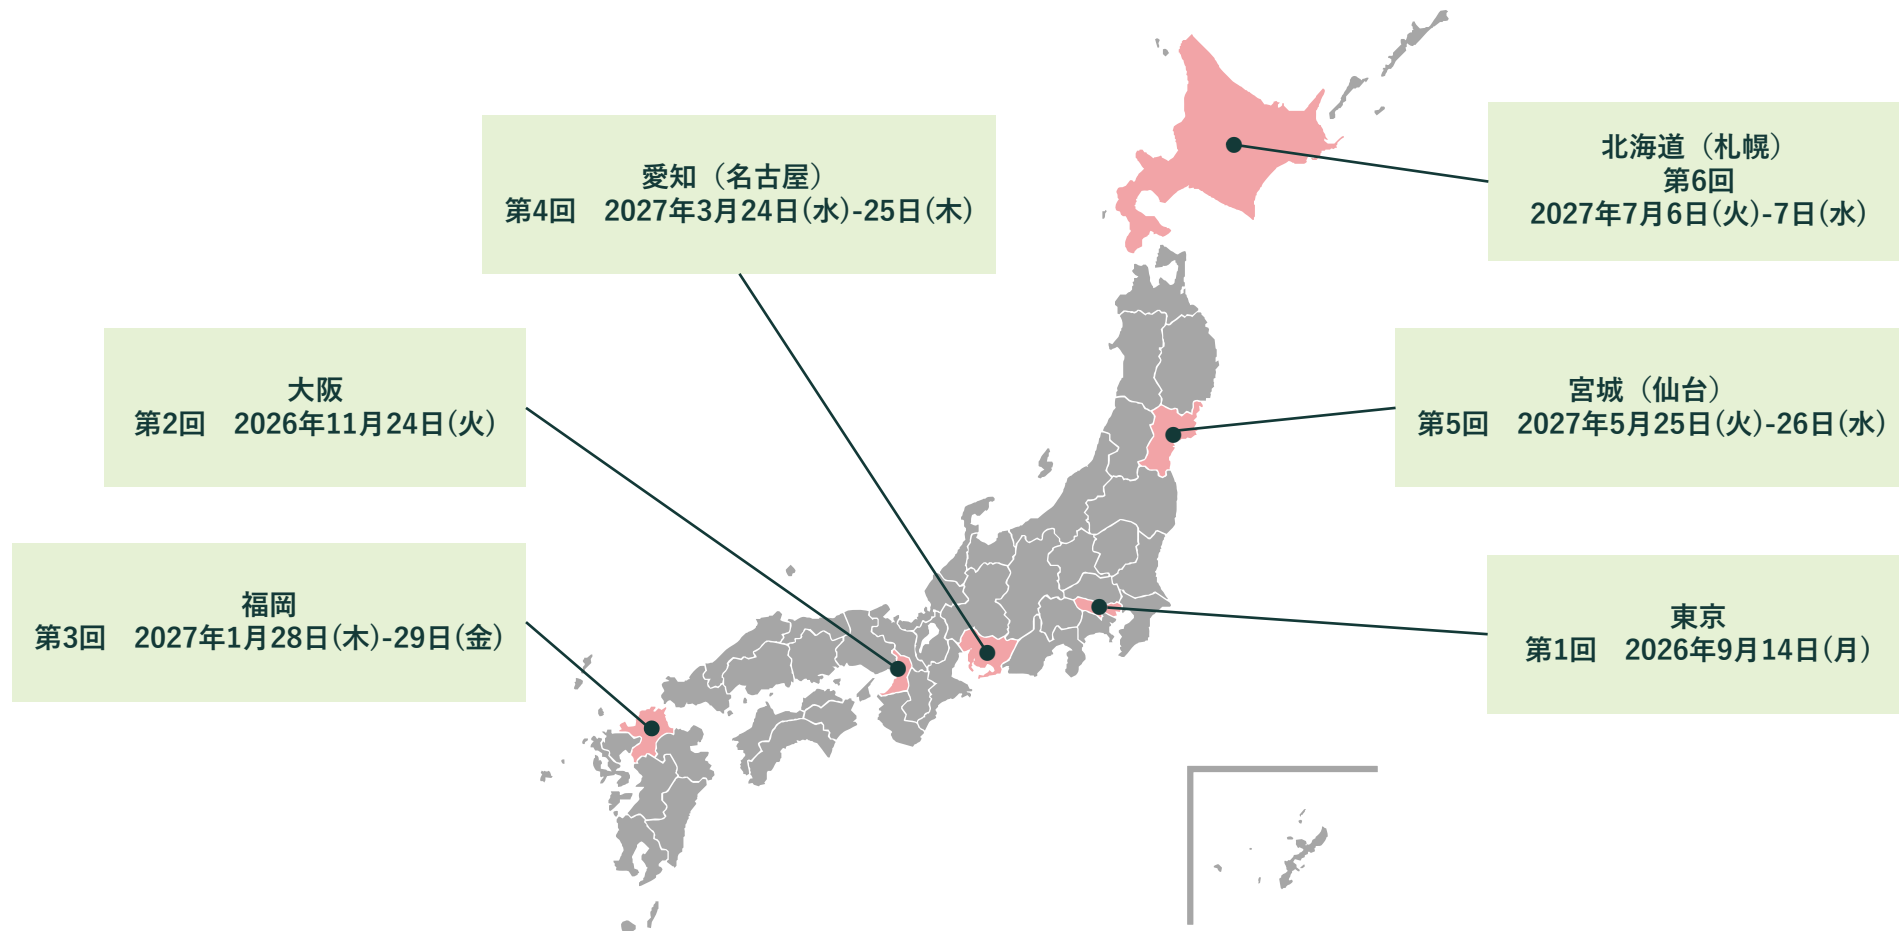 愛知（名古屋）
第4回　2027年3月24日(水)-25日(木)
北海道（札幌）
第6回
2027年7月6日(火)-7日(水)
大阪
第2回　2026年11月24日(火)
宮城（仙台）
第5回　2027年5月25日(火)-26日(水)
福岡
第3回　2027年1月28日(木)-29日(金)
東京
第1回　2026年9月14日(月)